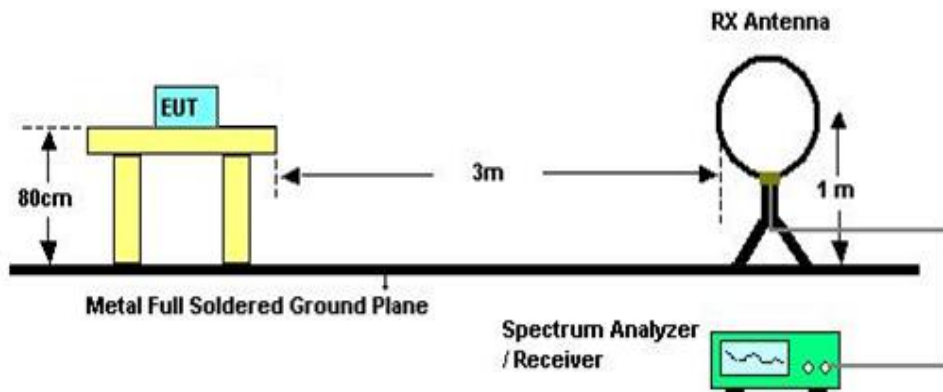 RX Antenna
EUT
80cm
3m
1 m
Metal Full Soldered Ground Plane
Spectrum Analyzer
/ Receiver